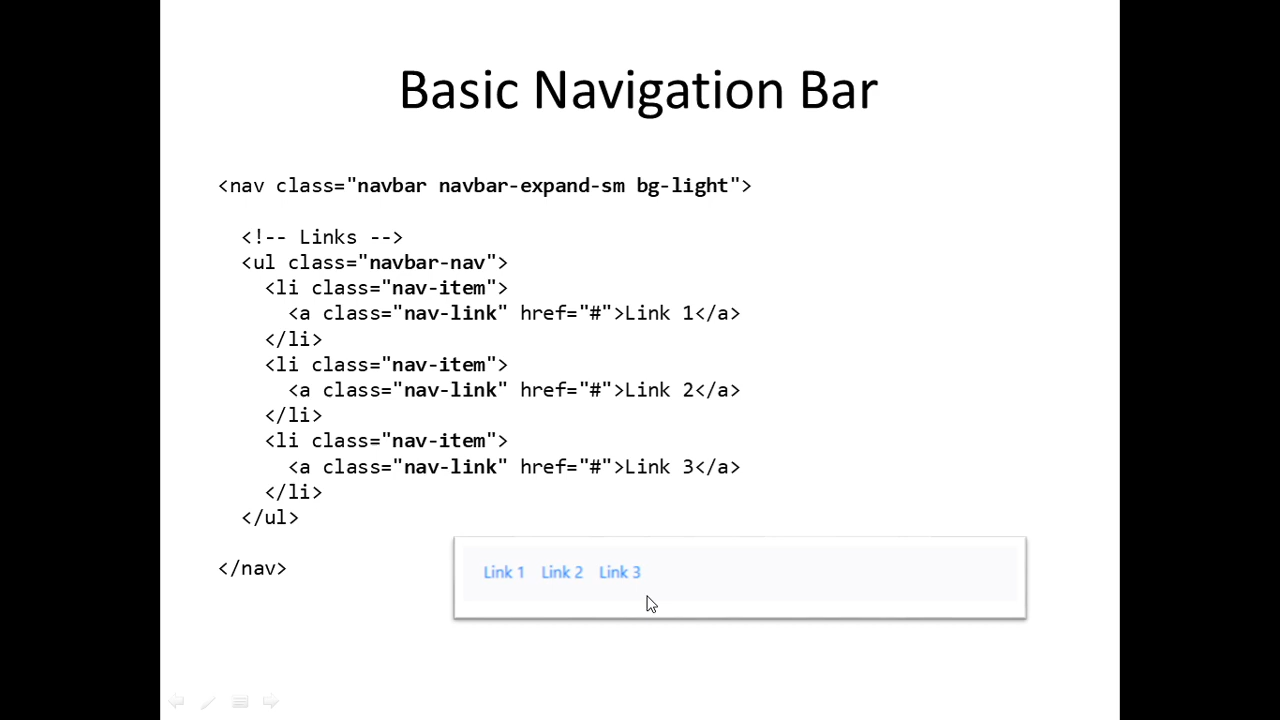 Basic Navigation Bar
<nav class="navbar navbar-expand-sm bg-light">
<!-- Links -->
<ul class="navbar-nav">
<li class="nav-item">
<a class="nav-link" href="#">Link 1</a>
</li>
<li class="nav-item">
<a class="nav-link" href="#">Link 2</a>
</li>
<li class="nav-item">
<a class="nav-link" href="#">Link 3</a>
</li>
</ul>
</nav>
Link 1 Link 2 Link 3